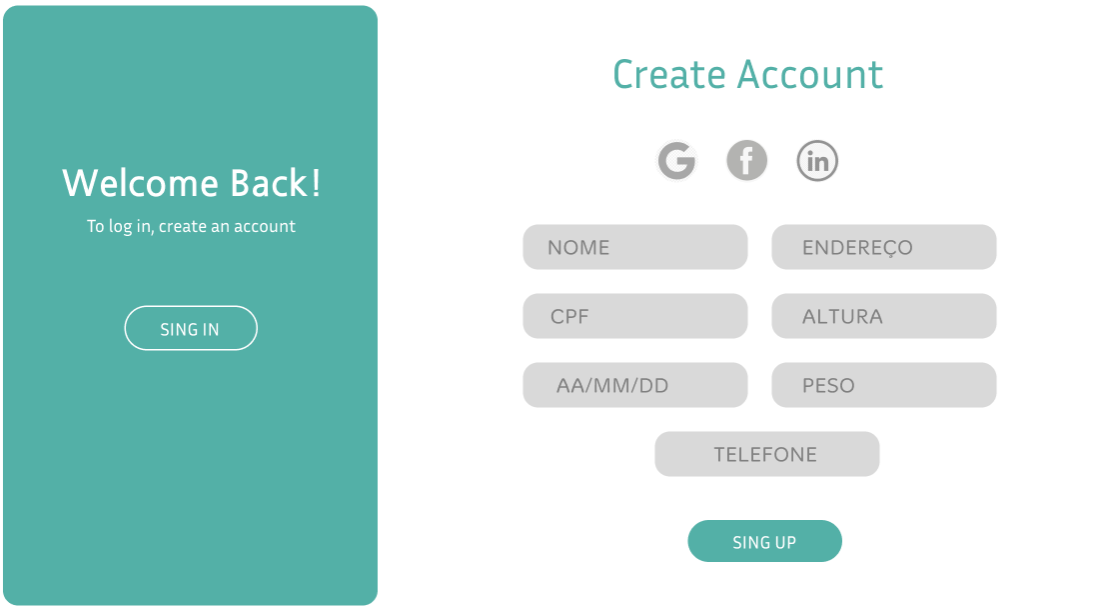 Welcome Back!
To log in, create an account
SING IN
Create Account
G f in
NOME
ENDEREÇO
CPF
ALTURA
AA/MM/DD
PESO
TELEFONE
SING UP